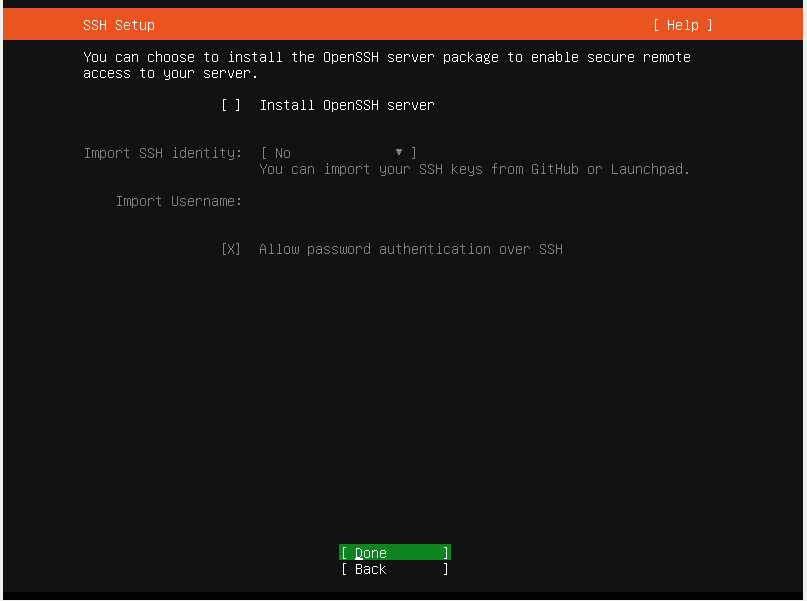 SSH Setup [ Help ]
You can choose to install the OpenSSH server package to enable secure remote
access to your server.
[ ] Install OpenSSH server
Import SSH identity: [ No ▾ ]
You can import your SSH keys from GitHub or Launchpad.
Import Username:
[X] Allow password authentication over SSH
[ Done ]
[ Back ]